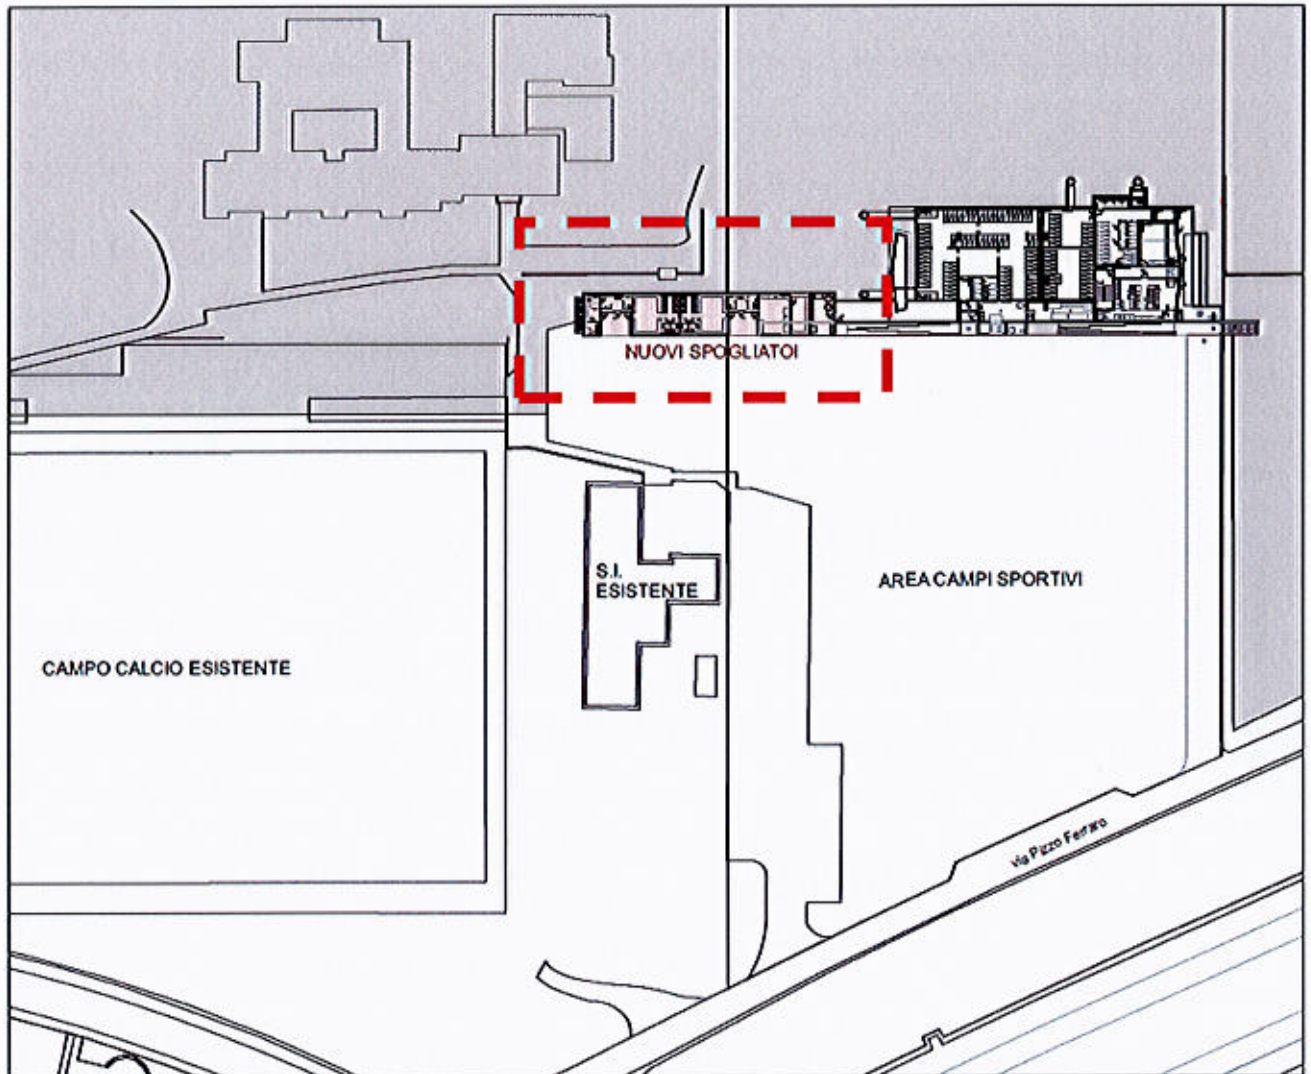 NUOVI SPOGLIATOI
S.I.
ESISTENTE
AREA CAMPI SPORTIVI
CAMPO CALCIO ESISTENTE
via Pizzo Ferraro